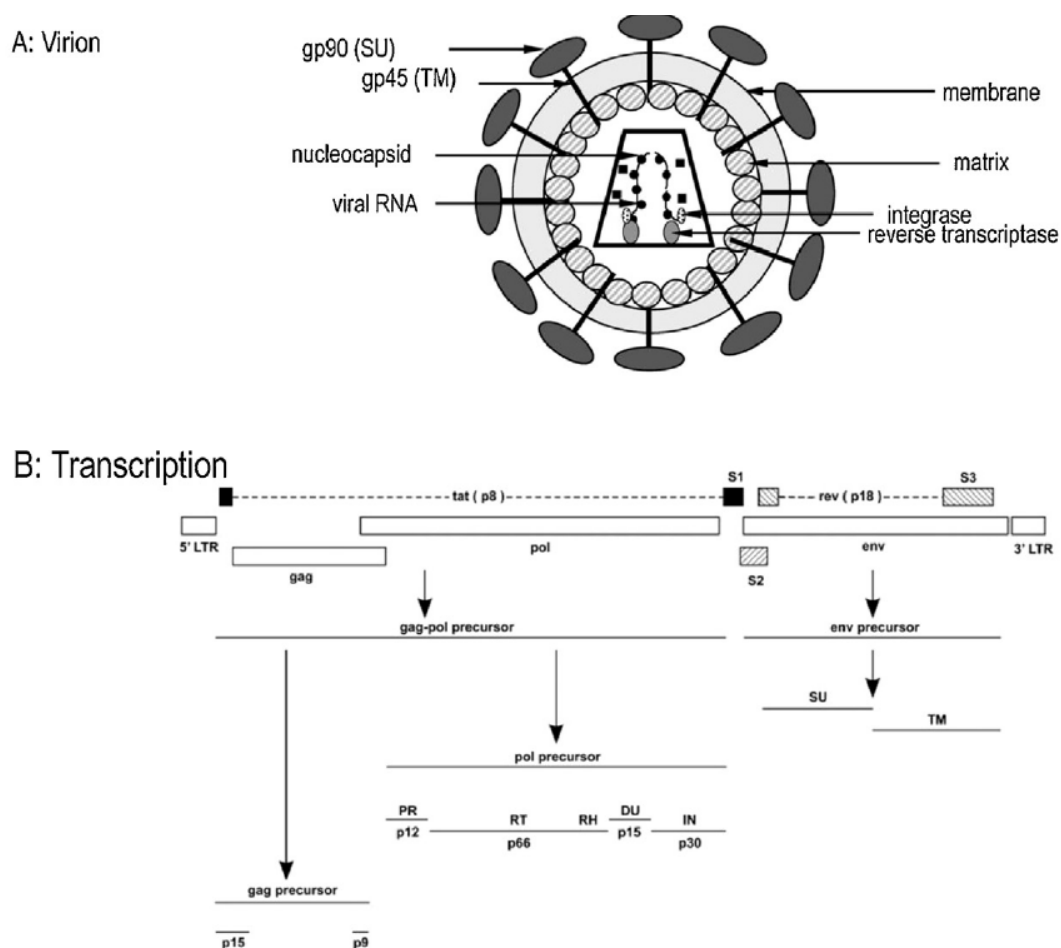 A: Virion
gp90 (SU)
gp45 (TM)
membrane
nucleocapsid
matrix
viral RNA
integrase
reverse transcriptase
B: Transcription
S1
S3
tat ( p8 )
rev ( p18 )
5' LTR
pol
env
3' LTR
gag
S2
gag-pol precursor
env precursor
SU
TM
pol precursor
PR
RT
RH
DU
IN
p12
p66
p15
p30
gag precursor
p15
p9